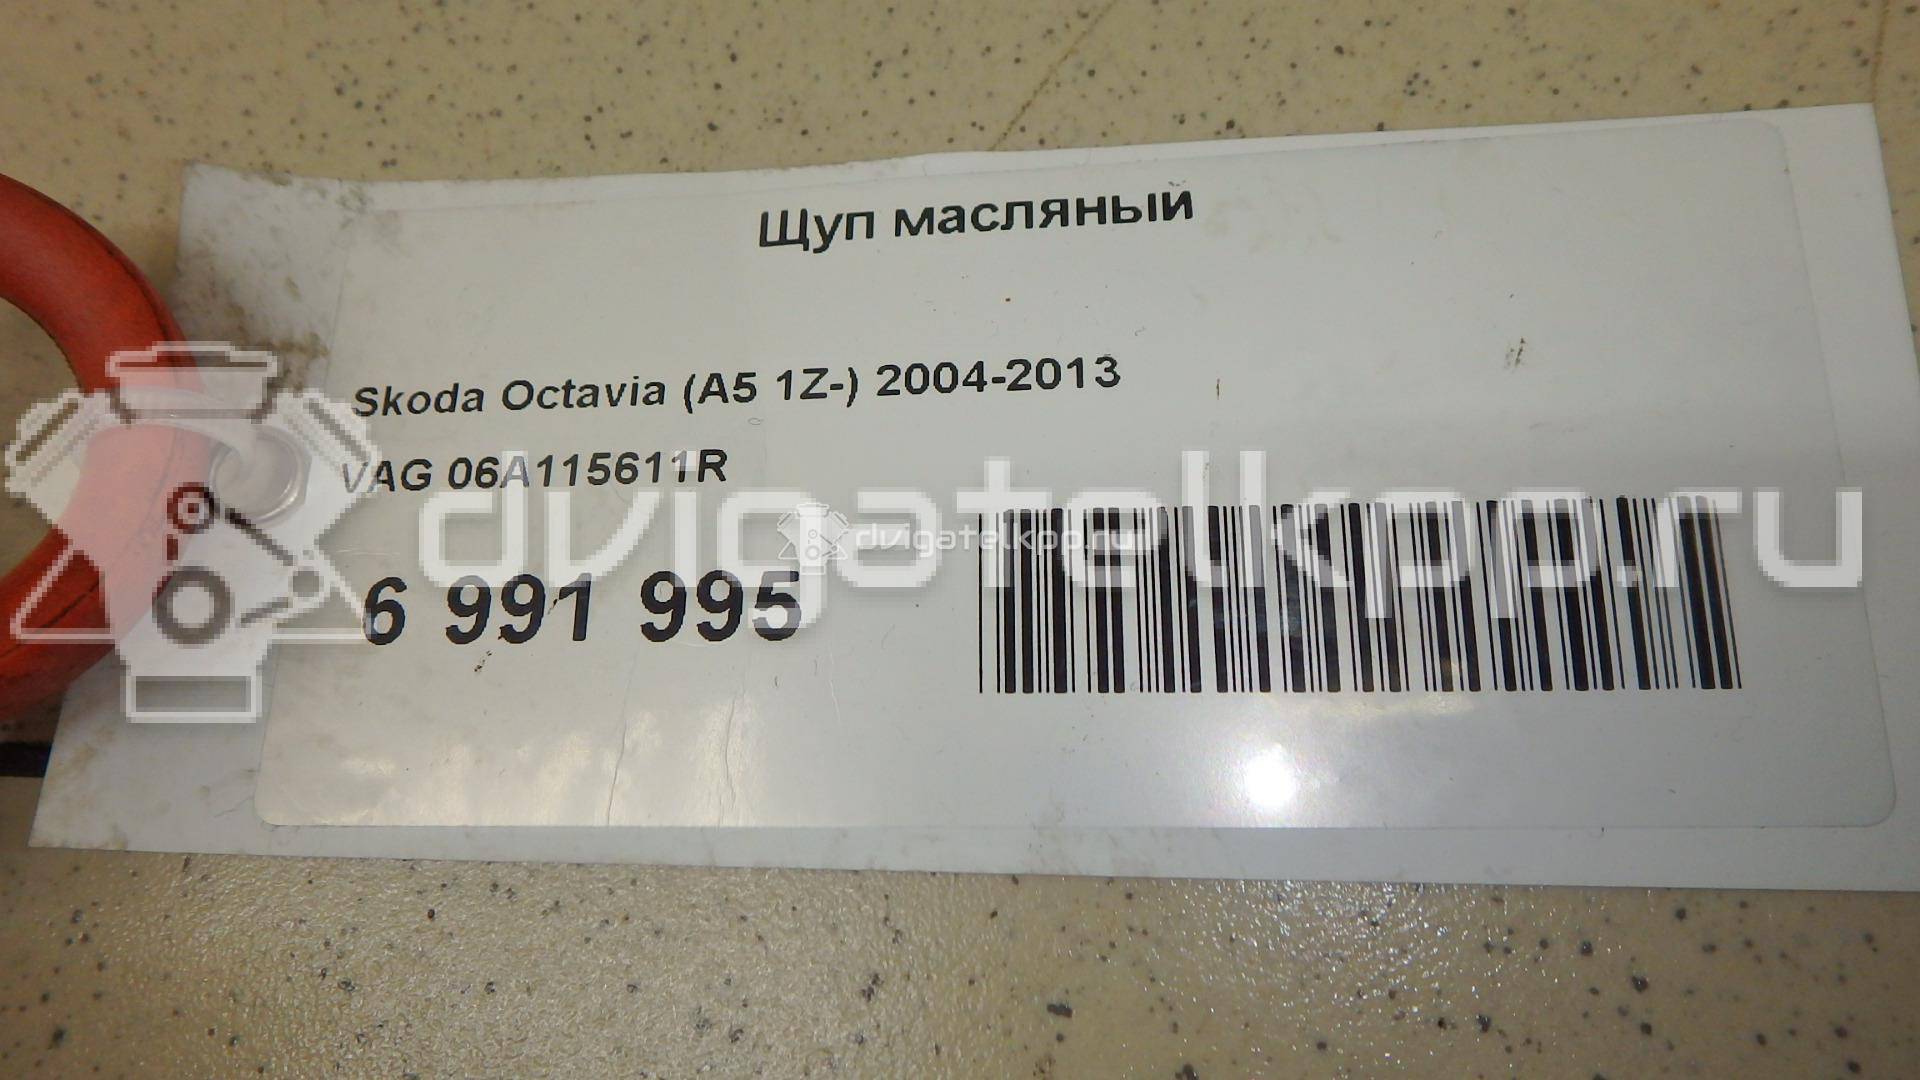 Щуп масляный
Skoda Octavia (A5 1Z-) 2004-2013
VAG 06A115611R
dvigatelkpp.ru
dvigatelkpp.ru
6 991 995